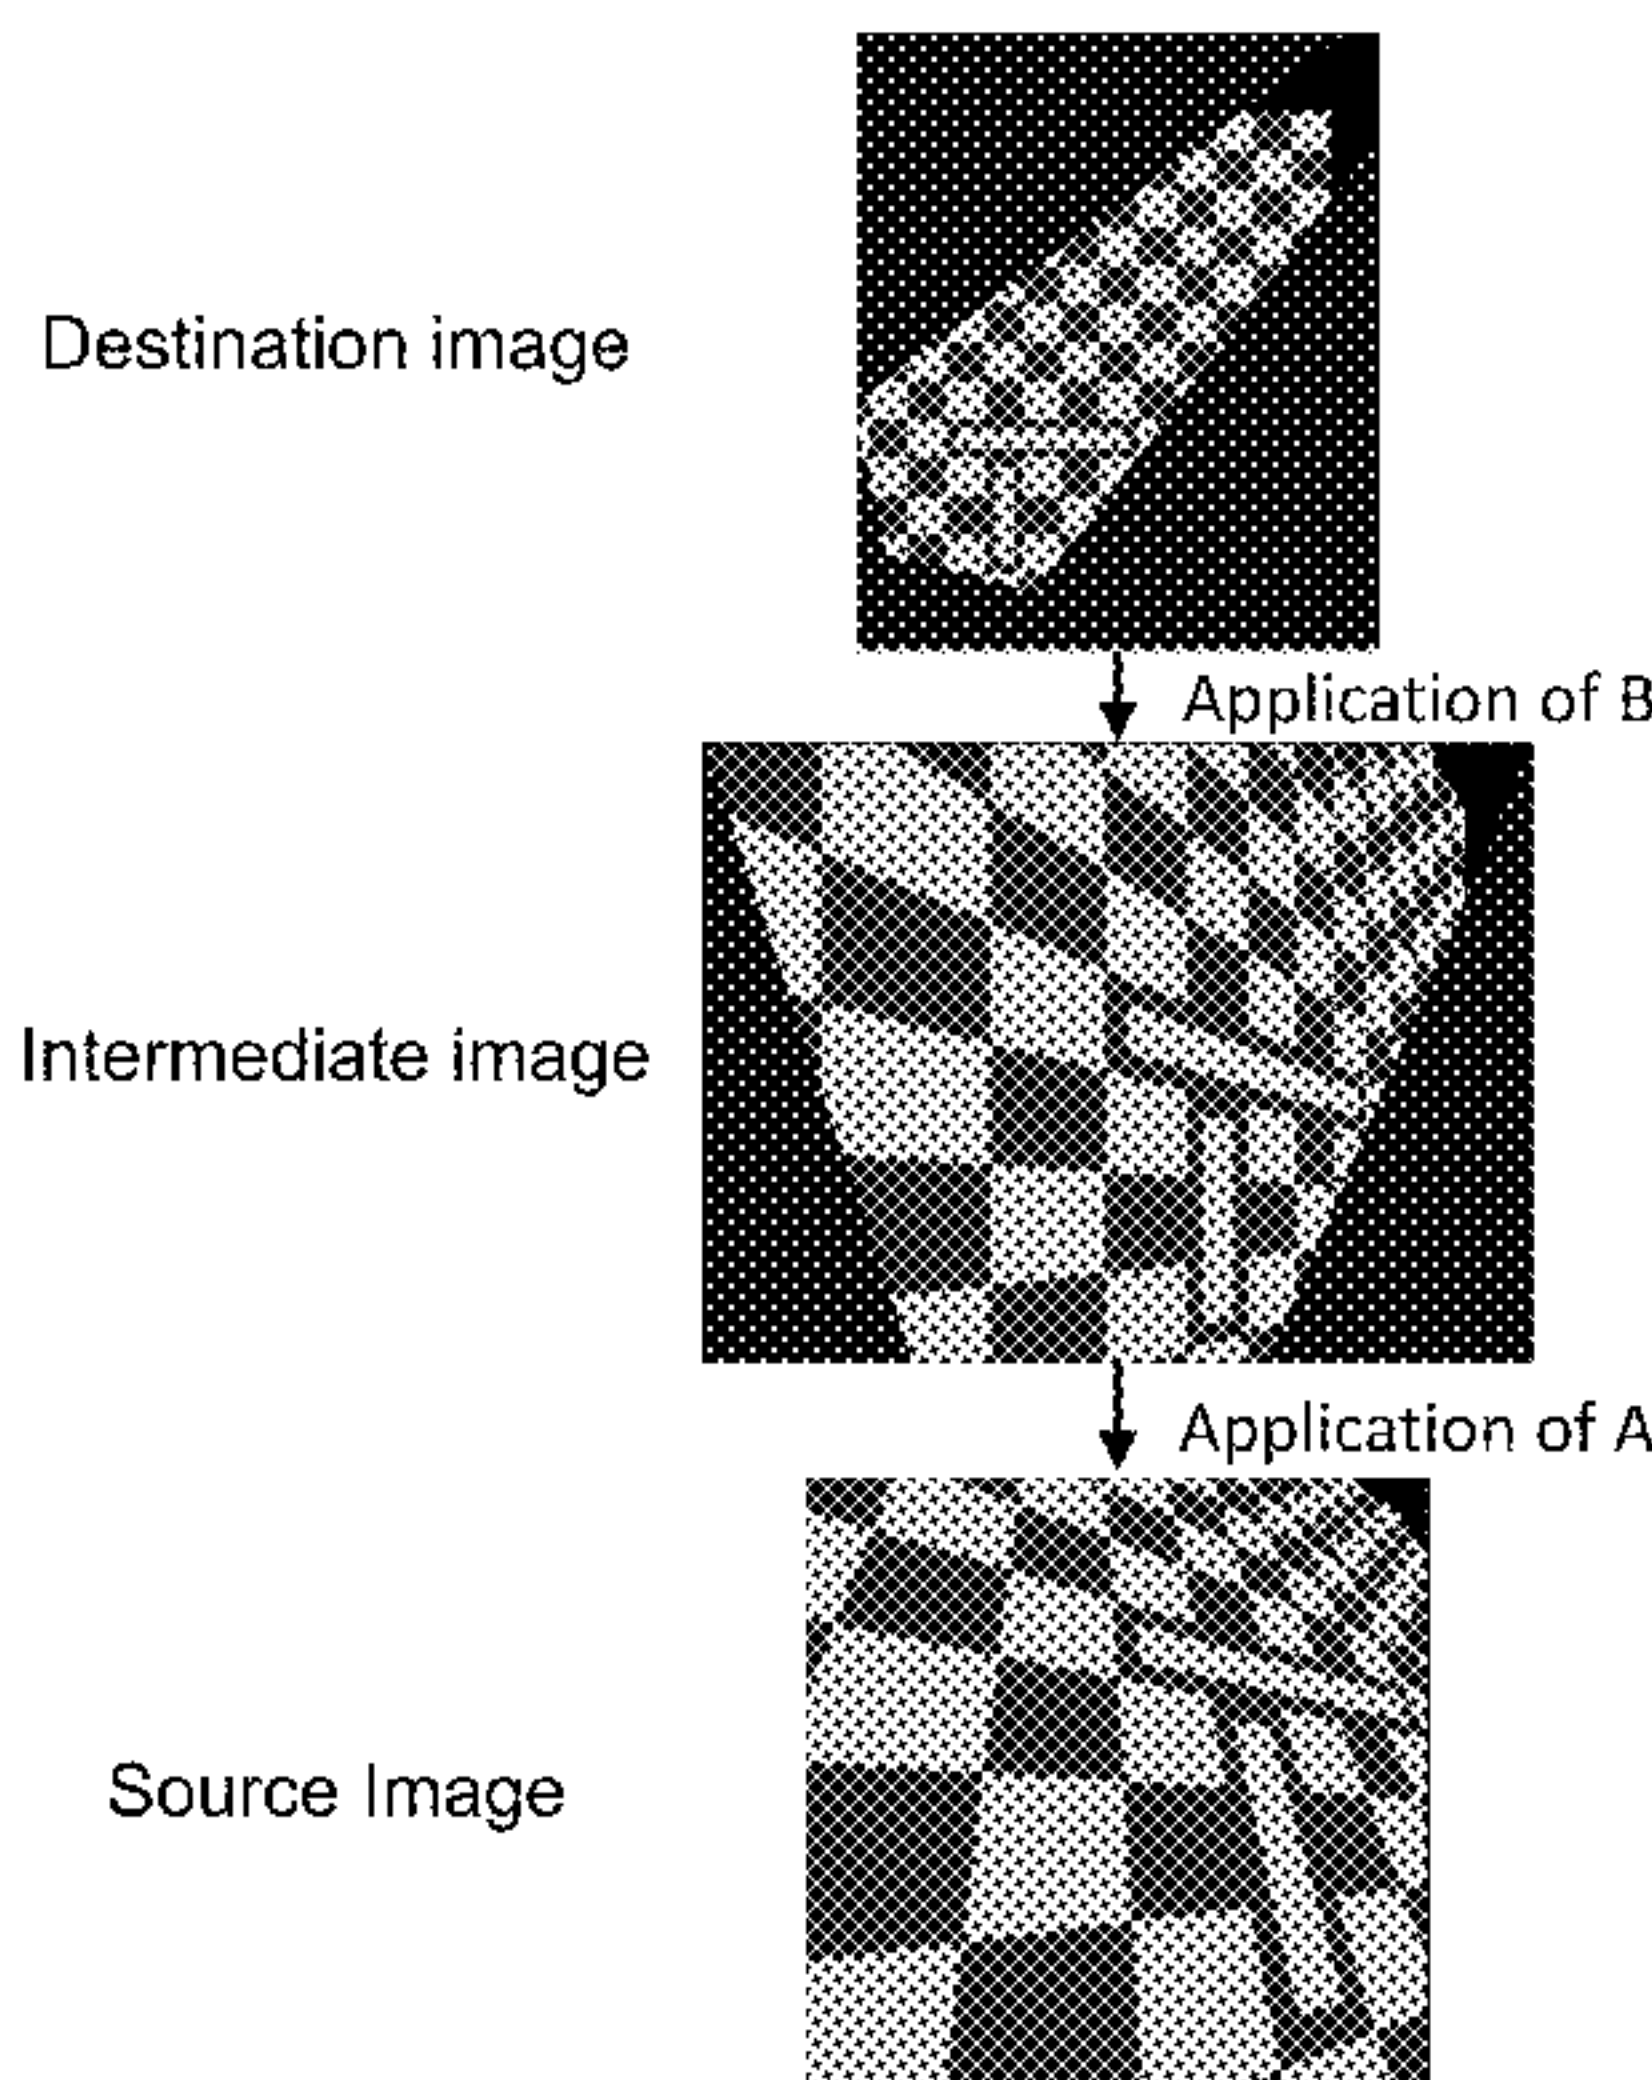 Destination image
Application of B
Intermediate image
Application of A
Source Image